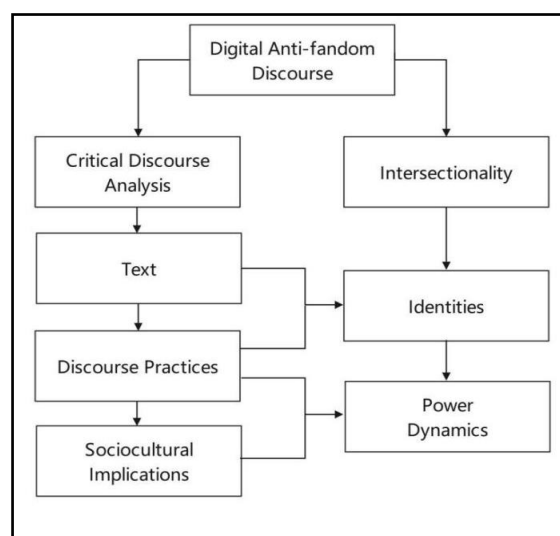 Digital Anti-fandom
Discourse
Critical Discourse
Analysis
Intersectionality
Text
Identities
Discourse Practices
Power
Dynamics
Sociocultural
Implications